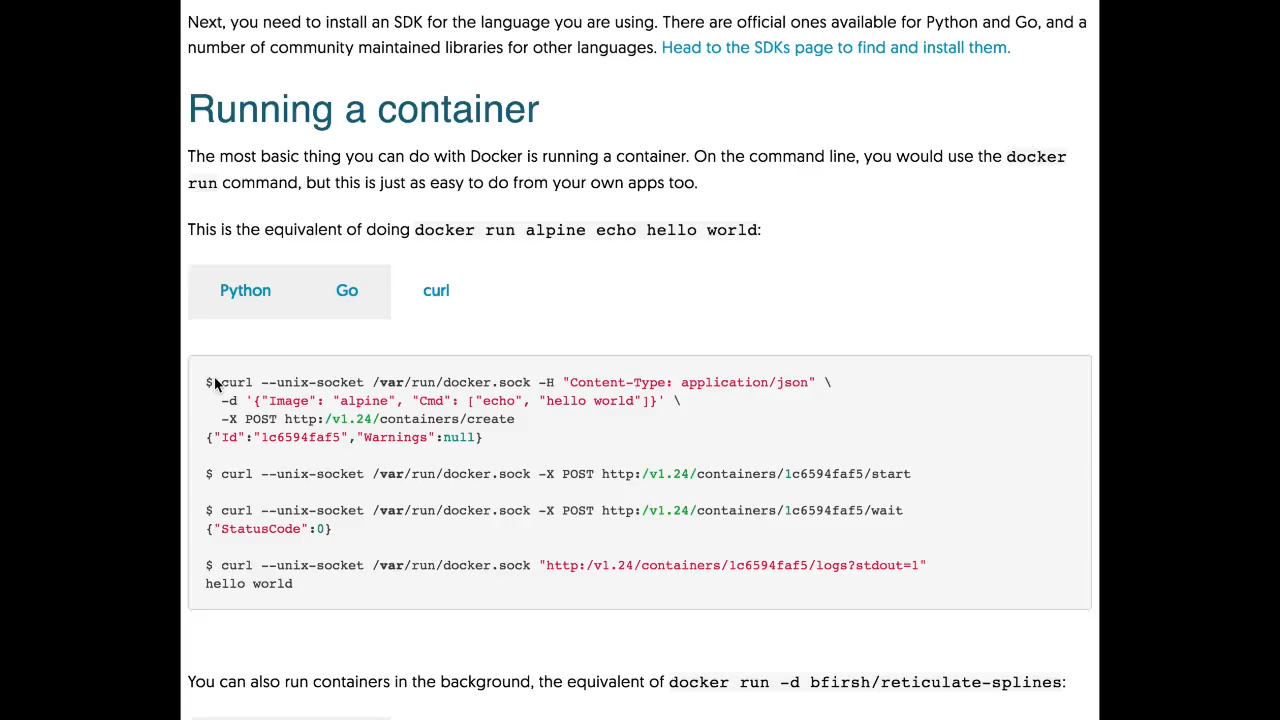 Next, you need to install an SDK for the language you are using. There are official ones available for Python and Go, and a
number of community maintained libraries for other languages. Head to the SDKs page to find and install them.
Running a container
The most basic thing you can do with Docker is running a container. On the command line, you would use the docker
run command, but this is just as easy to do from your own apps too.
This is the equivalent of doing docker run alpine echo hello world:
Python Go curl
$ curl --unix-socket /var/run/docker.sock -H "Content-Type: application/json" \
  -d '{"Image": "alpine", "Cmd": ["echo", "hello world"]}' \
  -X POST http:/v1.24/containers/create
{"Id":"1c6594faf5","Warnings":null}
$ curl --unix-socket /var/run/docker.sock -X POST http:/v1.24/containers/1c6594faf5/start
$ curl --unix-socket /var/run/docker.sock -X POST http:/v1.24/containers/1c6594faf5/wait
{"StatusCode":0}
$ curl --unix-socket /var/run/docker.sock "http:/v1.24/containers/1c6594faf5/logs?stdout=1"
hello world
You can also run containers in the background, the equivalent of docker run -d bfirsh/reticulate-splines: